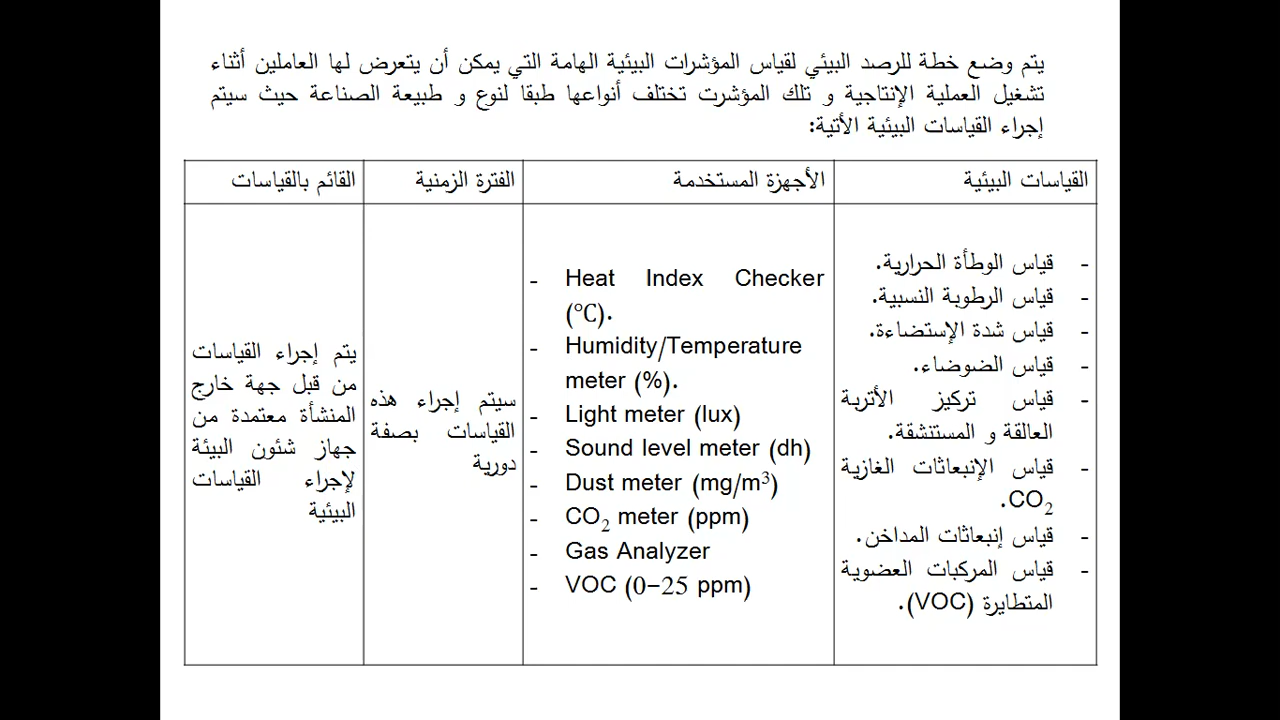 يتم وضع خطة للرصد البيئي لقياس المؤشرات البيئية الهامة التي يمكن أن يتعرض لها العاملين أثناء
تشغيل العملية الإنتاجية و تلك المؤشرت تختلف أنواعها طبقا لنوع و طبيعة الصناعة حيث سيتم
إجراء القياسات البيئية الأتية:
القياسات البيئية
الأجهزة المستخدمة
الفترة الزمنية
القائم بالقياسات
- قياس الوطأة الحرارية.
- قياس الرطوبة النسبية.
- قياس شدة الإستضاءة.
- قياس الضوضاء.
- قياس تركيز الأتربة
العالقة و المستنشقة.
- قياس الإنبعاثات الغازية
CO₂.
- قياس إنبعاثات المداخن.
- قياس المركبات العضوية
المتطايرة (VOC).
- Heat Index Checker
(°C).
- Humidity/Temperature
meter (%).
- Light meter (lux)
- Sound level meter (dh)
- Dust meter (mg/m³)
- CO₂ meter (ppm)
- Gas Analyzer
- VOC (0–25 ppm)
سيتم إجراء هذه
القياسات بصفة
دورية
يتم إجراء القياسات
من قبل جهة خارج
المنشأة معتمدة من
جهاز شئون البيئة
لإجراء القياسات
البيئية